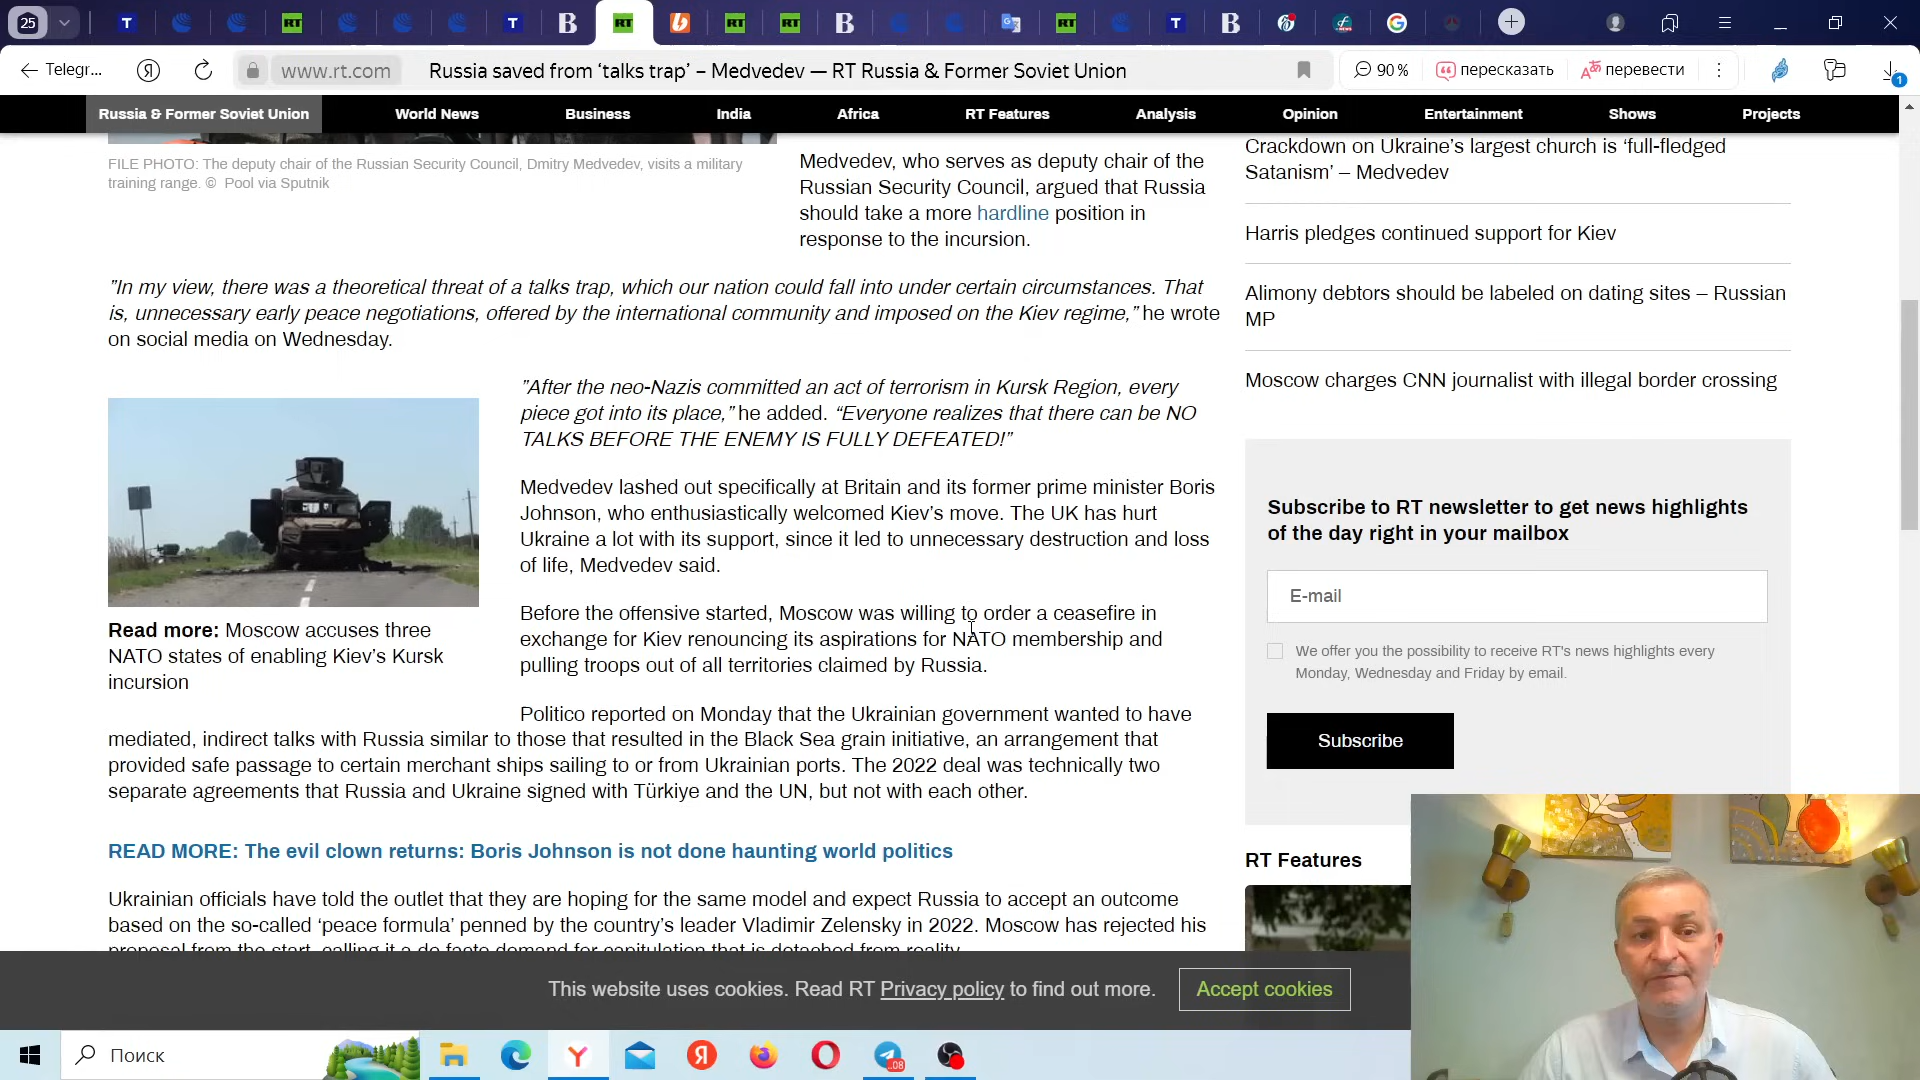 25
Telegr...
www.rt.com
Russia saved from ‘talks trap’ – Medvedev — RT Russia & Former Soviet Union
90 %
пересказать
перевести
1
Russia & Former Soviet Union
World News
Business
India
Africa
RT Features
Analysis
Opinion
Entertainment
Shows
Projects
FILE PHOTO: The deputy chair of the Russian Security Council, Dmitry Medvedev, visits a military
training range. © Pool via Sputnik
Medvedev, who serves as deputy chair of the
Russian Security Council, argued that Russia
should take a more hardline position in
response to the incursion.
”In my view, there was a theoretical threat of a talks trap, which our nation could fall into under certain circumstances. That
is, unnecessary early peace negotiations, offered by the international community and imposed on the Kiev regime,” he wrote
on social media on Wednesday.
”After the neo-Nazis committed an act of terrorism in Kursk Region, every
piece got into its place,” he added. “Everyone realizes that there can be NO
TALKS BEFORE THE ENEMY IS FULLY DEFEATED!”
Medvedev lashed out specifically at Britain and its former prime minister Boris
Johnson, who enthusiastically welcomed Kiev’s move. The UK has hurt
Ukraine a lot with its support, since it led to unnecessary destruction and loss
of life, Medvedev said.
Read more: Moscow accuses three
NATO states of enabling Kiev’s Kursk
incursion
Before the offensive started, Moscow was willing to order a ceasefire in
exchange for Kiev renouncing its aspirations for NATO membership and
pulling troops out of all territories claimed by Russia.
Politico reported on Monday that the Ukrainian government wanted to have
mediated, indirect talks with Russia similar to those that resulted in the Black Sea grain initiative, an arrangement that
provided safe passage to certain merchant ships sailing to or from Ukrainian ports. The 2022 deal was technically two
separate agreements that Russia and Ukraine signed with Türkiye and the UN, but not with each other.
READ MORE: The evil clown returns: Boris Johnson is not done haunting world politics
Ukrainian officials have told the outlet that they are hoping for the same model and expect Russia to accept an outcome
based on the so-called ‘peace formula’ penned by the country’s leader Vladimir Zelensky in 2022. Moscow has rejected his
proposal from the start, calling it a de facto demand for capitulation that is detached from reality.
Crackdown on Ukraine’s largest church is ‘full-fledged
Satanism’ – Medvedev
Harris pledges continued support for Kiev
Alimony debtors should be labeled on dating sites – Russian
MP
Moscow charges CNN journalist with illegal border crossing
Subscribe to RT newsletter to get news highlights
of the day right in your mailbox
E-mail
We offer you the possibility to receive RT's news highlights every
Monday, Wednesday and Friday by email.
Subscribe
RT Features
This website uses cookies. Read RT Privacy policy to find out more.
Accept cookies
Поиск